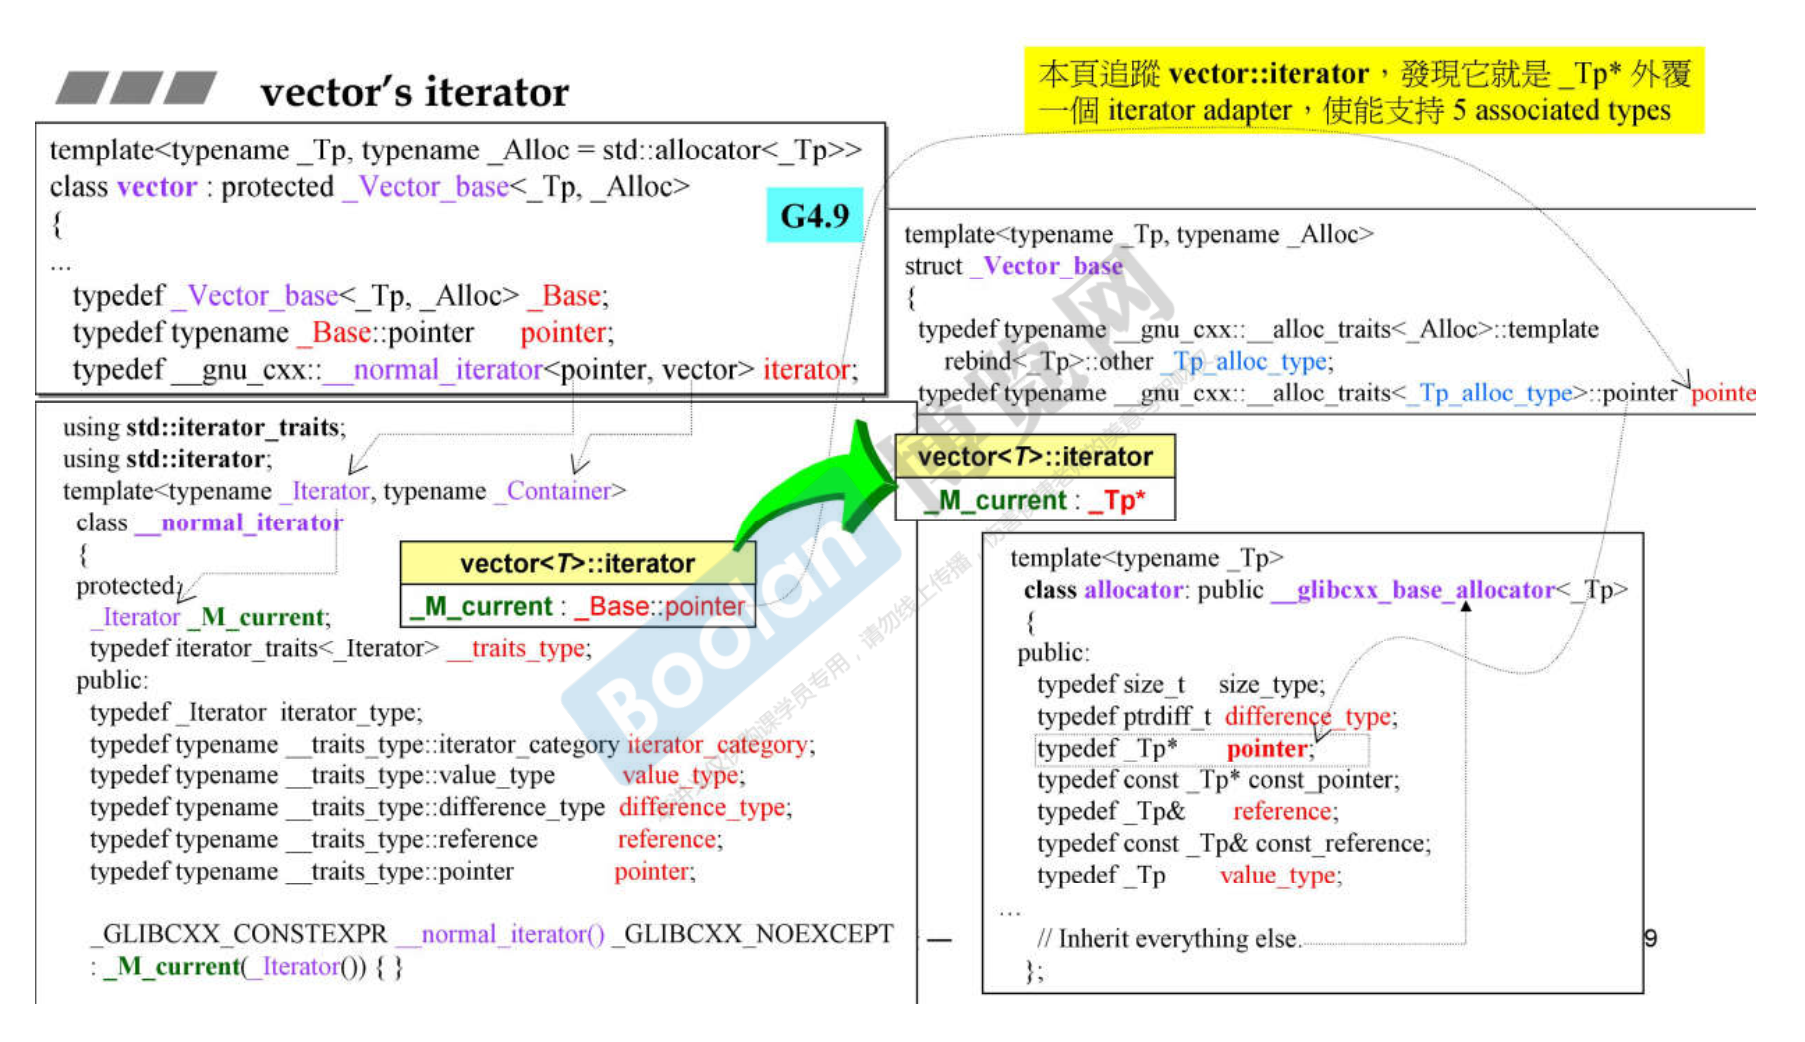 vector's iterator
本頁追蹤 vector::iterator，發現它就是 _Tp* 外覆
一個 iterator adapter，使能支持 5 associated types
template<typename _Tp, typename _Alloc = std::allocator<_Tp>>
class vector : protected _Vector_base<_Tp, _Alloc>
{
G4.9
...
typedef _Vector_base<_Tp, _Alloc> _Base;
typedef typename _Base::pointer pointer;
typedef __gnu_cxx::__normal_iterator<pointer, vector> iterator;
template<typename _Tp, typename _Alloc>
struct _Vector_base
{
typedef typename __gnu_cxx::__alloc_traits<_Alloc>::template
rebind<_Tp>::other _Tp_alloc_type;
typedef typename __gnu_cxx::__alloc_traits<_Tp_alloc_type>::pointer pointe
using std::iterator_traits;
using std::iterator;
template<typename _Iterator, typename _Container>
class __normal_iterator
{
protected:
_Iterator _M_current;
typedef iterator_traits<_Iterator> __traits_type;
public:
typedef _Iterator iterator_type;
typedef typename __traits_type::iterator_category iterator_category;
typedef typename __traits_type::value_type value_type;
typedef typename __traits_type::difference_type difference_type;
typedef typename __traits_type::reference reference;
typedef typename __traits_type::pointer pointer;
_GLIBCXX_CONSTEXPR __normal_iterator() _GLIBCXX_NOEXCEPT
: _M_current(_Iterator()) { }
vector<T>::iterator
_M_current : _Base::pointer
vector<T>::iterator
_M_current : _Tp*
template<typename _Tp>
class allocator: public __glibcxx_base_allocator<_Tp>
{
public:
typedef size_t size_type;
typedef ptrdiff_t difference_type;
typedef _Tp* pointer;
typedef const _Tp* const_pointer;
typedef _Tp& reference;
typedef const _Tp& const_reference;
typedef _Tp value_type;
...
// Inherit everything else.
};
9
Boolan
博览网